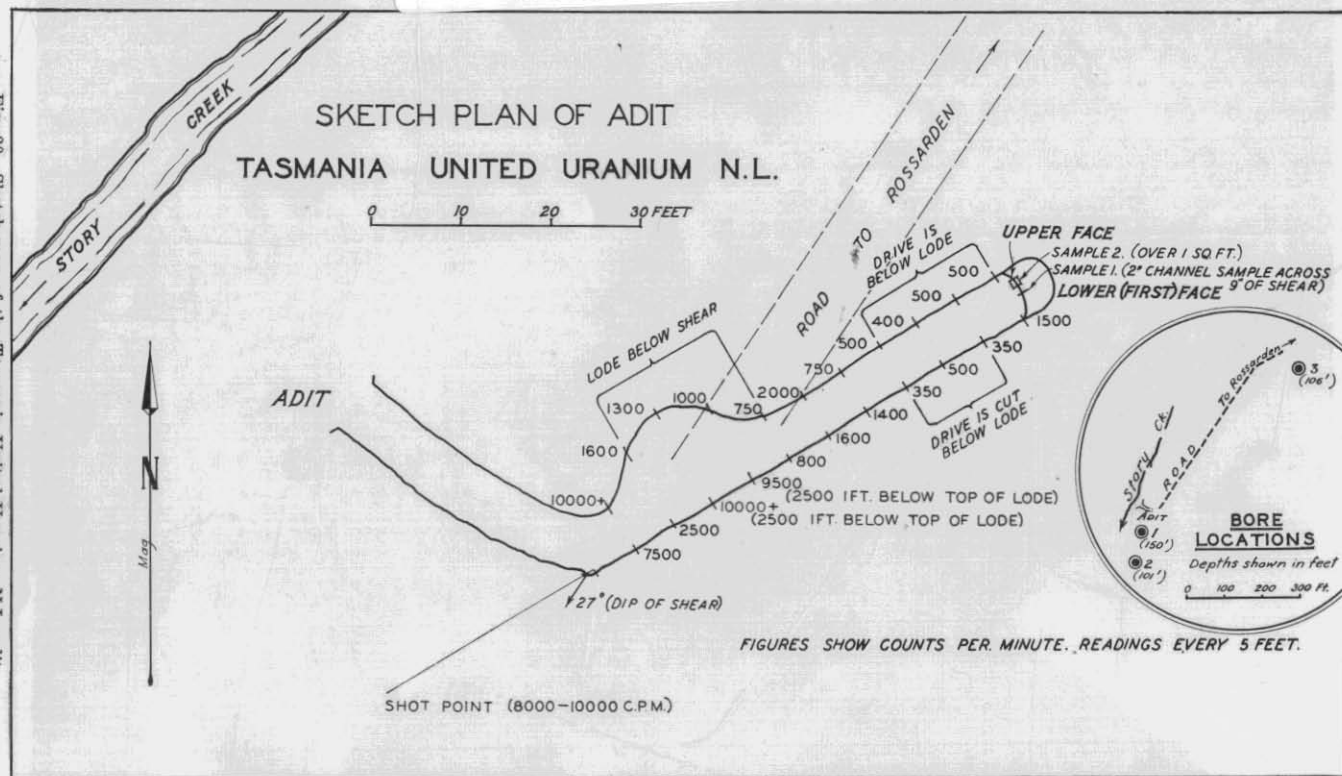 SKETCH PLAN OF ADIT
TASMANIA UNITED URANIUM N.L.
0 10 20 30 FEET
STORY CREEK
ROAD TO ROSSARDEN
ADIT
N
Mag
LODE BELOW SHEAR
DRIVE IS
BELOW LODE
UPPER FACE
SAMPLE 2. (OVER 1 SQ FT.)
SAMPLE 1. (2" CHANNEL SAMPLE ACROSS
9" OF SHEAR)
LOWER (FIRST) FACE
10000+
1600
1300
1000
750
2000
750
500
400
500
500
1500
350
500
350
DRIVE IS CUT
BELOW LODE
1400
1600
800
9500
(2500 1FT. BELOW TOP OF LODE)
10000+
(2500 1FT. BELOW TOP OF LODE)
2500
7500
27° (DIP OF SHEAR)
SHOT POINT (8000-10000 C.P.M.)
3
(106')
To Rossarden
ROAD
Story Ck.
ADIT
1
(150')
2
(101')
BORE
LOCATIONS
Depths shown in feet
0 100 200 300 Ft.
FIGURES SHOW COUNTS PER. MINUTE. READINGS EVERY 5 FEET.